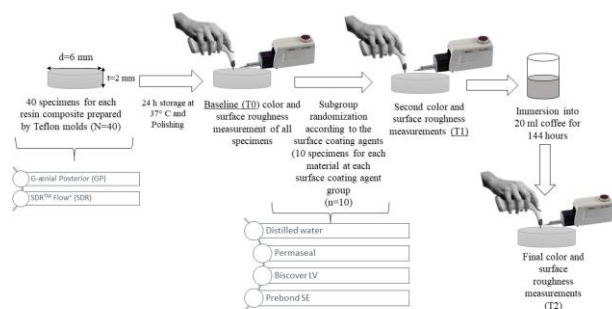 d=6 mm
t=2 mm
40 specimens for each
resin composite prepared
by Teflon molds (N=40)
G-ænial Posterior (GP)
SDR™ Flow⁺ (SDR)
24 h storage at
37° C and
Polishing
Baseline (T0) color and
surface roughness
measurement of all
specimens
Subgroup
randomization
according to the
surface coating agents
(10 specimens for each
material at each
surface coating agent
group
(n=10)
Distilled water
Permaseal
Biscover LV
Prebond SE
Second color and
surface roughness
measurements (T1)
Immersion into
20 ml coffee for
144 hours
Final color and
surface
roughness
measurements
(T2)